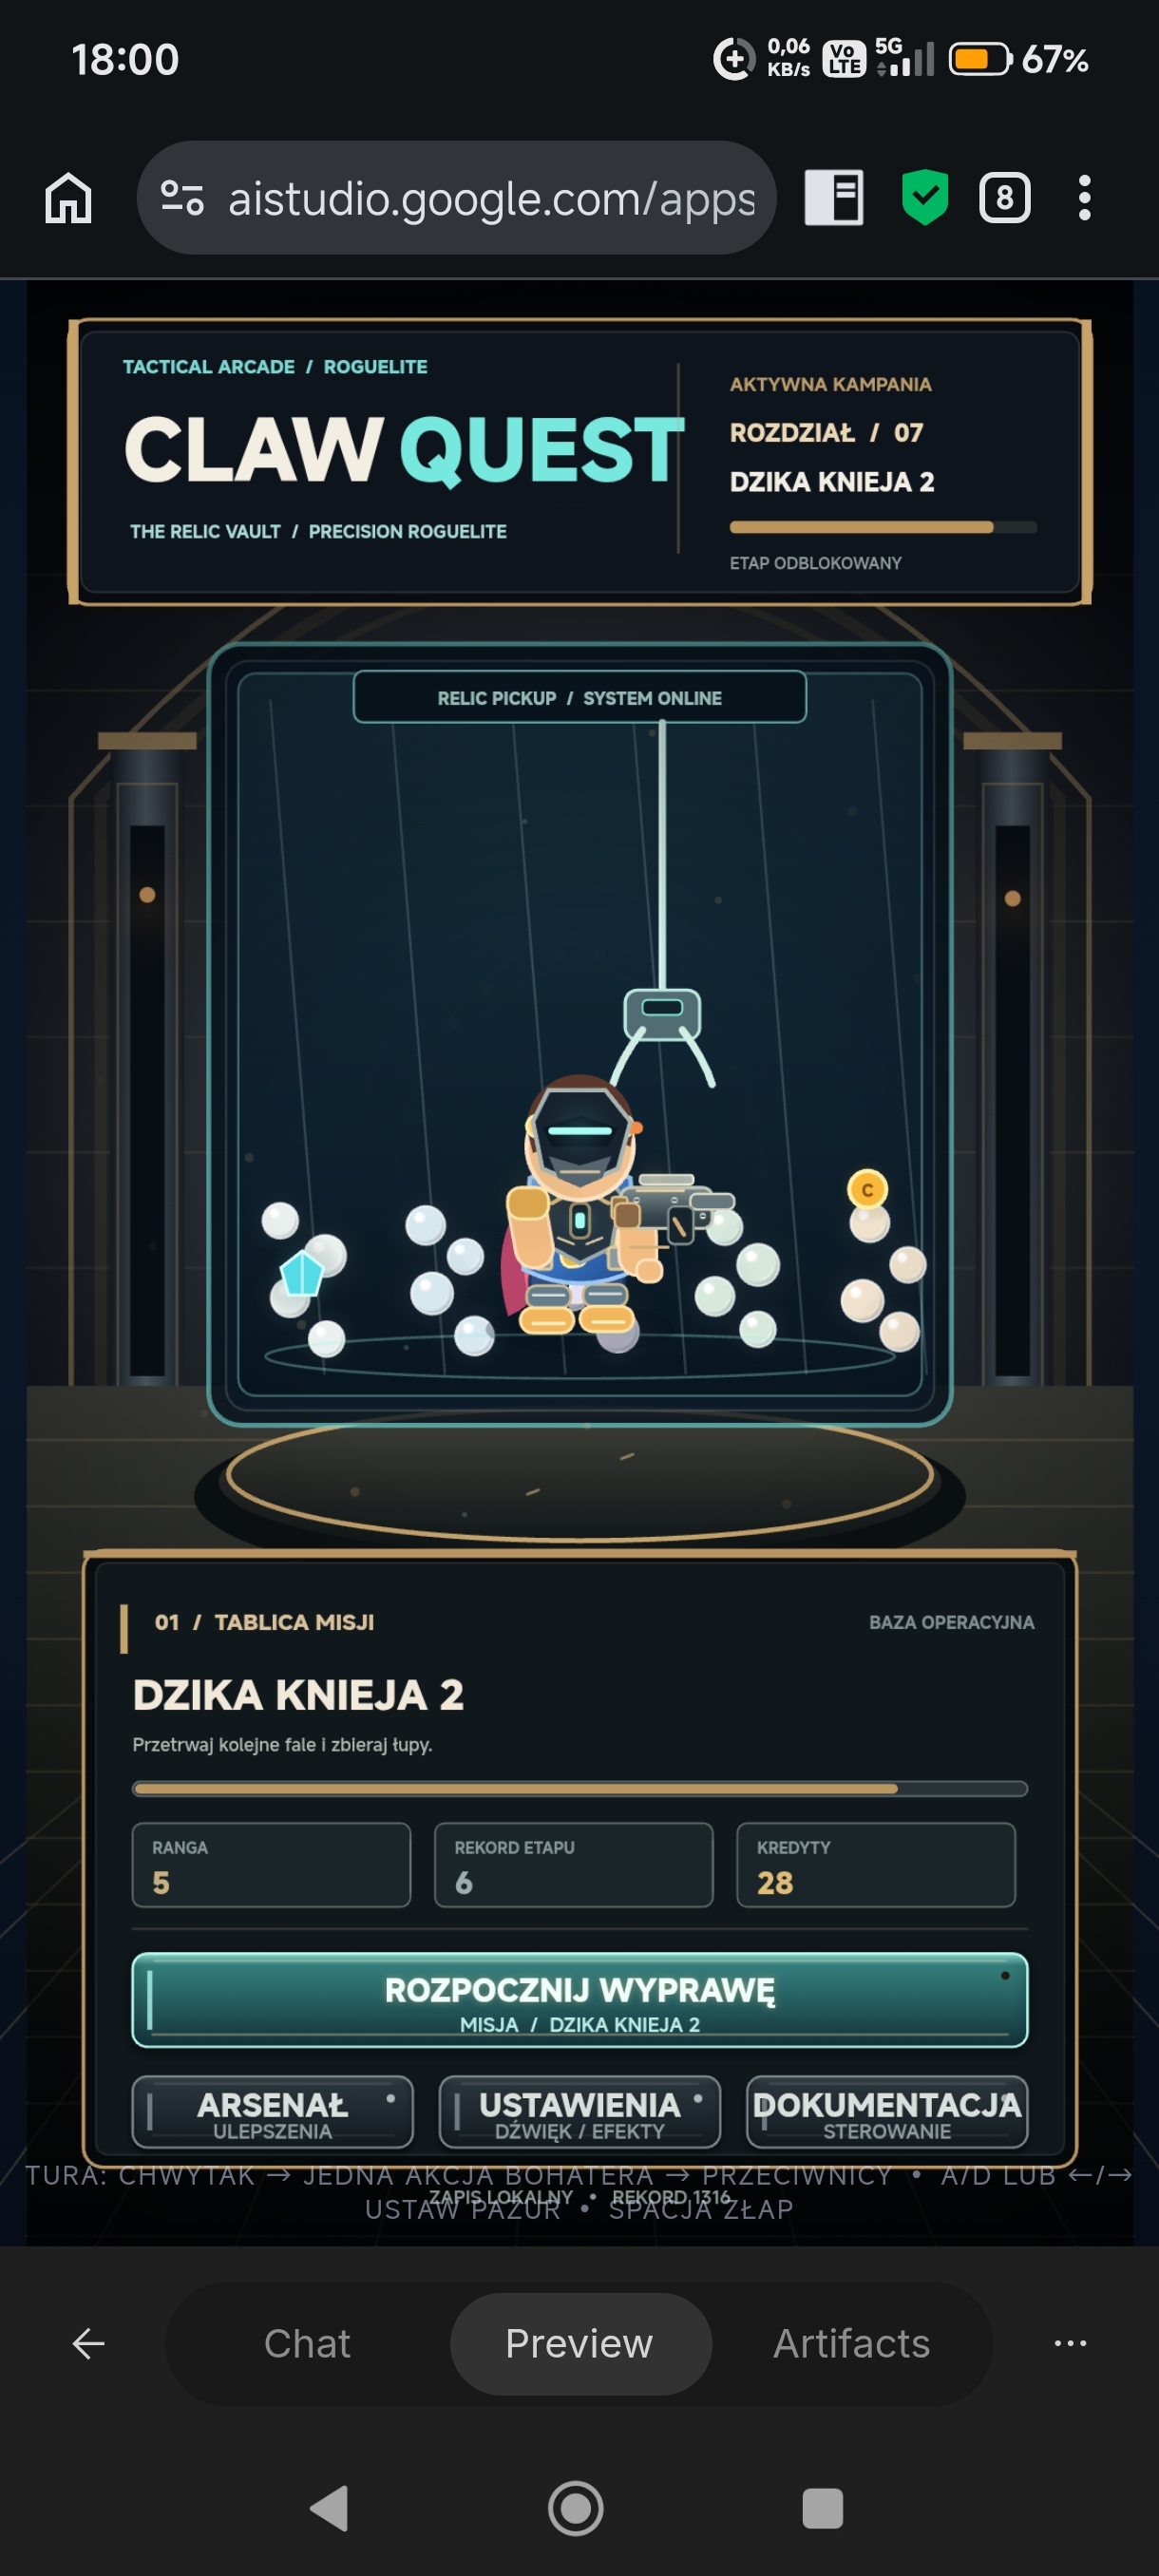 18:00
0,06 KB/s
Vo LTE
5G
67%
aistudio.google.com/apps
8
TACTICAL ARCADE / ROGUELITE
CLAW QUEST
THE RELIC VAULT / PRECISION ROGUELITE
AKTYWNA KAMPANIA
ROZDZIAŁ / 07
DZIKA KNIEJA 2
ETAP ODBLOKOWANY
RELIC PICKUP / SYSTEM ONLINE
C
01 / TABLICA MISJI
BAZA OPERACYJNA
DZIKA KNIEJA 2
Przetrwaj kolejne fale i zbieraj łupy.
RANGA
5
REKORD ETAPU
6
KREDYTY
28
ROZPOCZNIJ WYPRAWĘ
MISJA / DZIKA KNIEJA 2
ARSENAŁ
ULEPSZENIA
USTAWIENIA
DŹWIĘK / EFEKTY
DOKUMENTACJA
STEROWANIE
TURA: CHWYTAK → JEDNA AKCJA BOHATERA → PRZECIWNICY • A/D LUB ←/→
ZAPIS LOKALNY • REKORD 1316
USTAW PAZUR • SPACJA ZŁAP
Chat
Preview
Artifacts